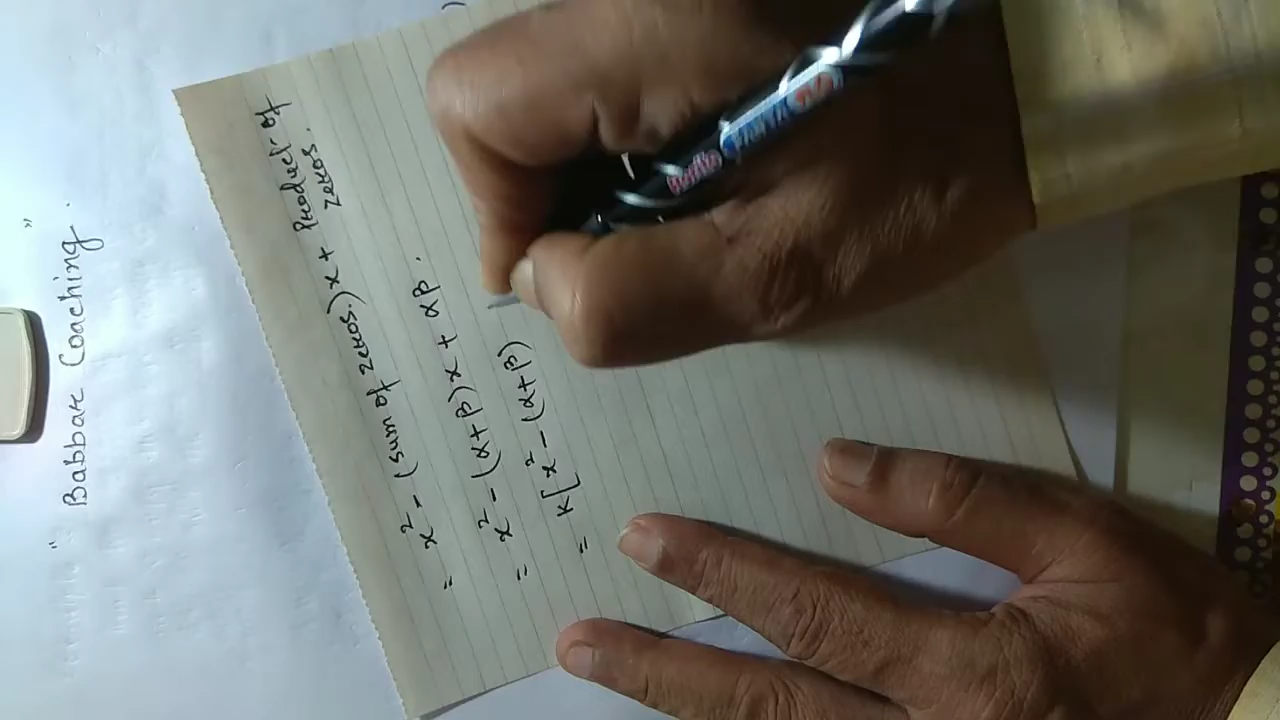 " Babbar Coaching. "
= x² - (sum of zeros.)x + Product of
zeros.
= x² - (α+β)x + αβ.
= K[x² - (α+β)